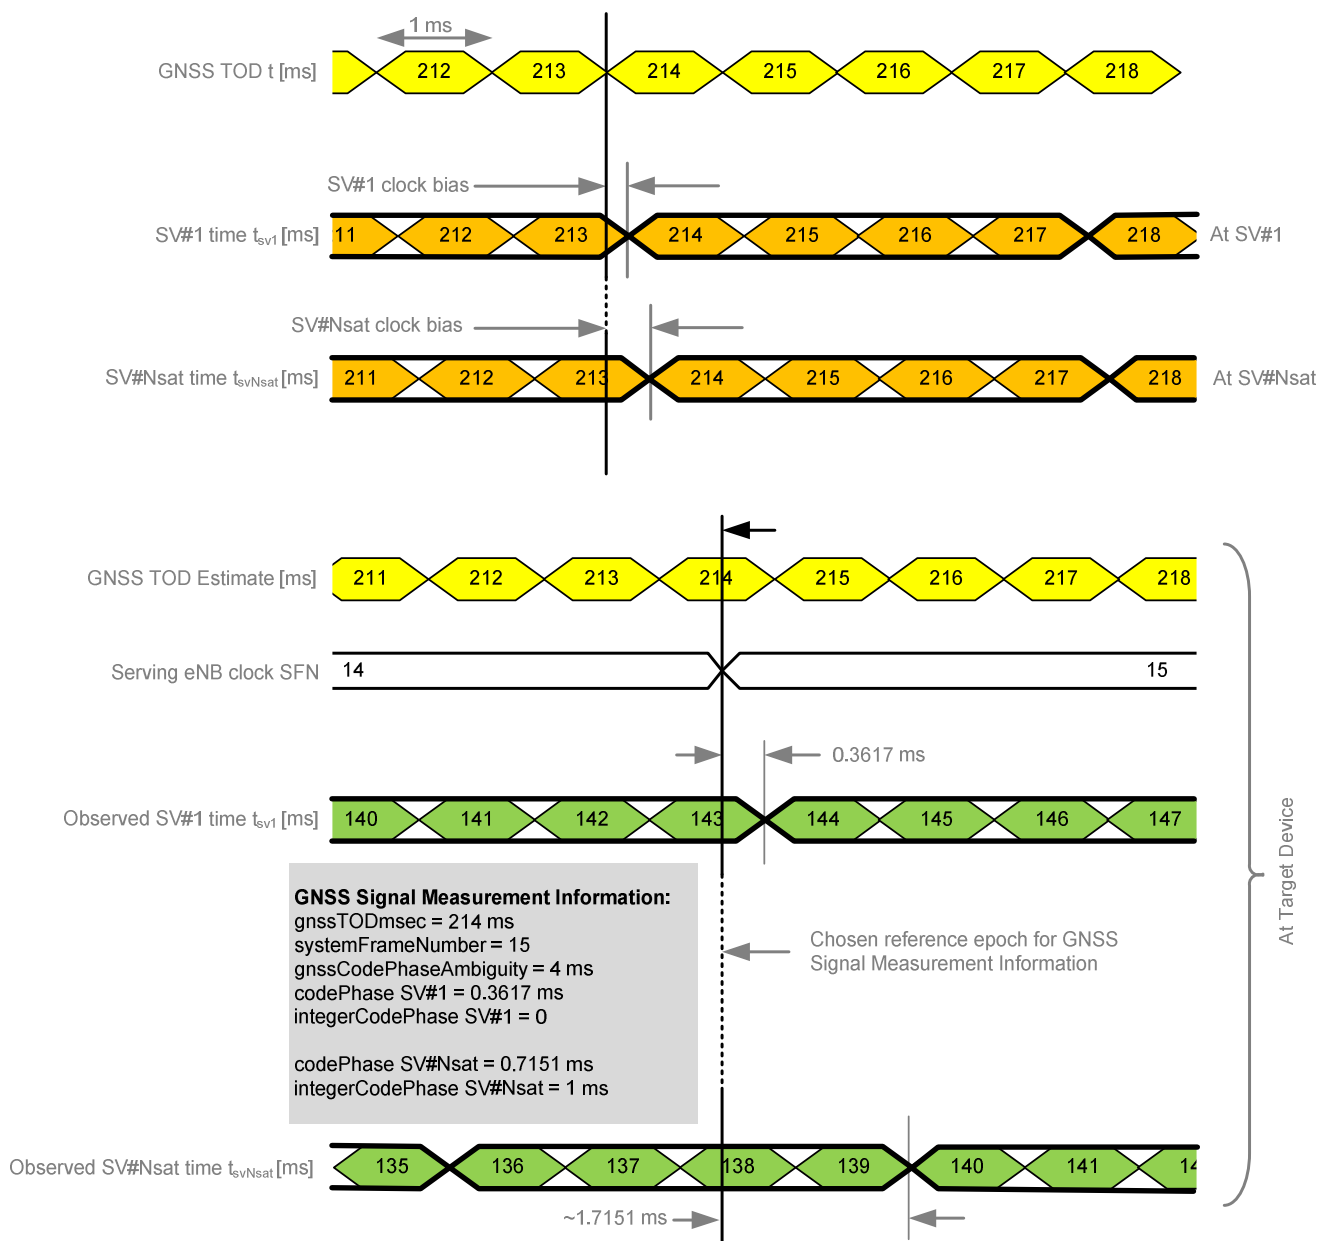 1 ms
GNSS TOD t [ms] 212 213 214 215 216 217 218
SV#1 clock bias
SV#1 time tsv1 [ms] 11 212 213 214 215 216 217 218 At SV#1
SV#Nsat clock bias
SV#Nsat time tsvNsat [ms] 211 212 213 214 215 216 217 218 At SV#Nsat
GNSS TOD Estimate [ms] 211 212 213 214 215 216 217 218
Serving eNB clock SFN 14 15
0.3617 ms
Observed SV#1 time tsv1 [ms] 140 141 142 143 144 145 146 147
At Target Device
GNSS Signal Measurement Information:
gnssTODmsec = 214 ms
systemFrameNumber = 15
gnssCodePhaseAmbiguity = 4 ms
codePhase SV#1 = 0.3617 ms
integerCodePhase SV#1 = 0
codePhase SV#Nsat = 0.7151 ms
integerCodePhase SV#Nsat = 1 ms
Chosen reference epoch for GNSS
Signal Measurement Information
Observed SV#Nsat time tsvNsat [ms] 135 136 137 138 139 140 141 14
~1.7151 ms